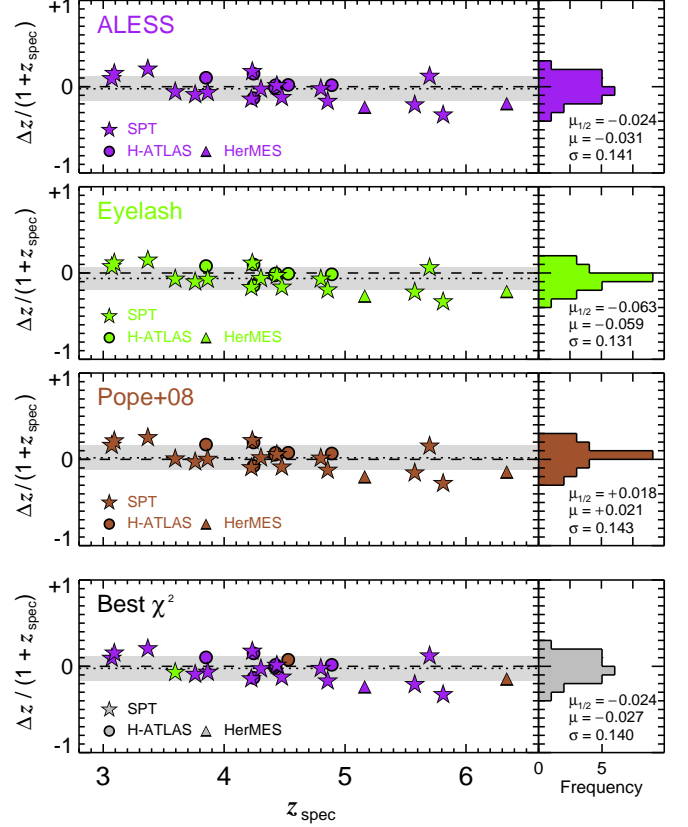 ALESS
+1
0
-1
Δz/(1+z_spec)
SPT
H-ATLAS HerMES
μ_1/2 = −0.024
μ = −0.031
σ = 0.141
Eyelash
+1
0
-1
Δz/(1+z_spec)
SPT
H-ATLAS HerMES
μ_1/2 = −0.063
μ = −0.059
σ = 0.131
Pope+08
+1
0
-1
Δz/(1+z_spec)
SPT
H-ATLAS HerMES
μ_1/2 = +0.018
μ = +0.021
σ = 0.143
Best χ²
+1
0
-1
Δz / (1 + z_spec)
SPT
H-ATLAS HerMES
μ_1/2 = −0.024
μ = −0.027
σ = 0.140
3 4 5 6
z_spec
0 5
Frequency